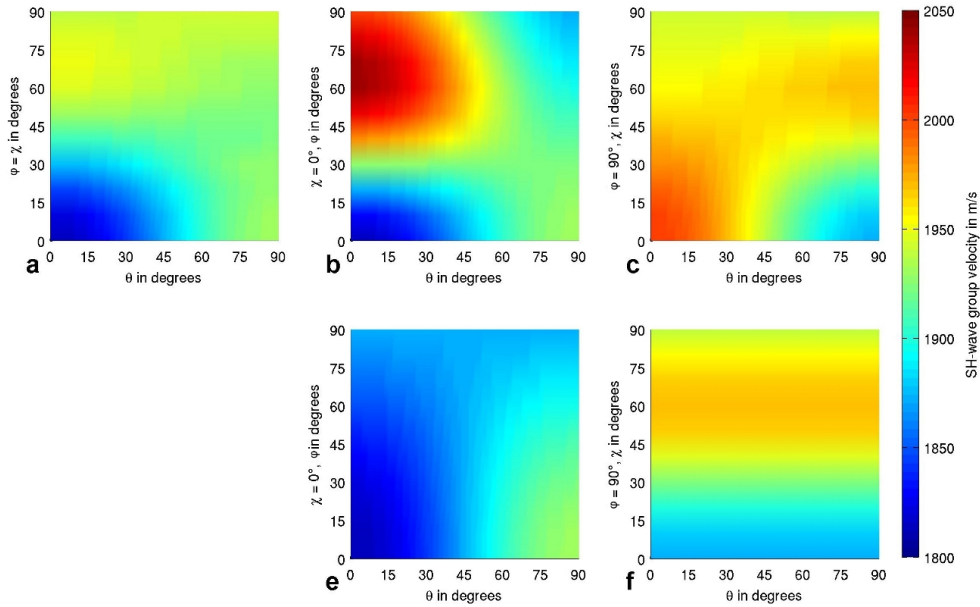 90
75
60
45
30
15
0
φ = χ in degrees
0 15 30 45 60 75 90
θ in degrees
a
90
75
60
45
30
15
0
χ = 0°, φ in degrees
0 15 30 45 60 75 90
θ in degrees
b
90
75
60
45
30
15
0
φ = 90°, χ in degrees
0 15 30 45 60 75 90
θ in degrees
c
90
75
60
45
30
15
0
χ = 0°, φin degrees
0 15 30 45 60 75 90
θ in degrees
e
90
75
60
45
30
15
0
φ = 90°, χ in degrees
0 15 30 45 60 75 90
θ in degrees
f
2050
2000
1950
1900
1850
1800
SH-wave group velocity in m/s